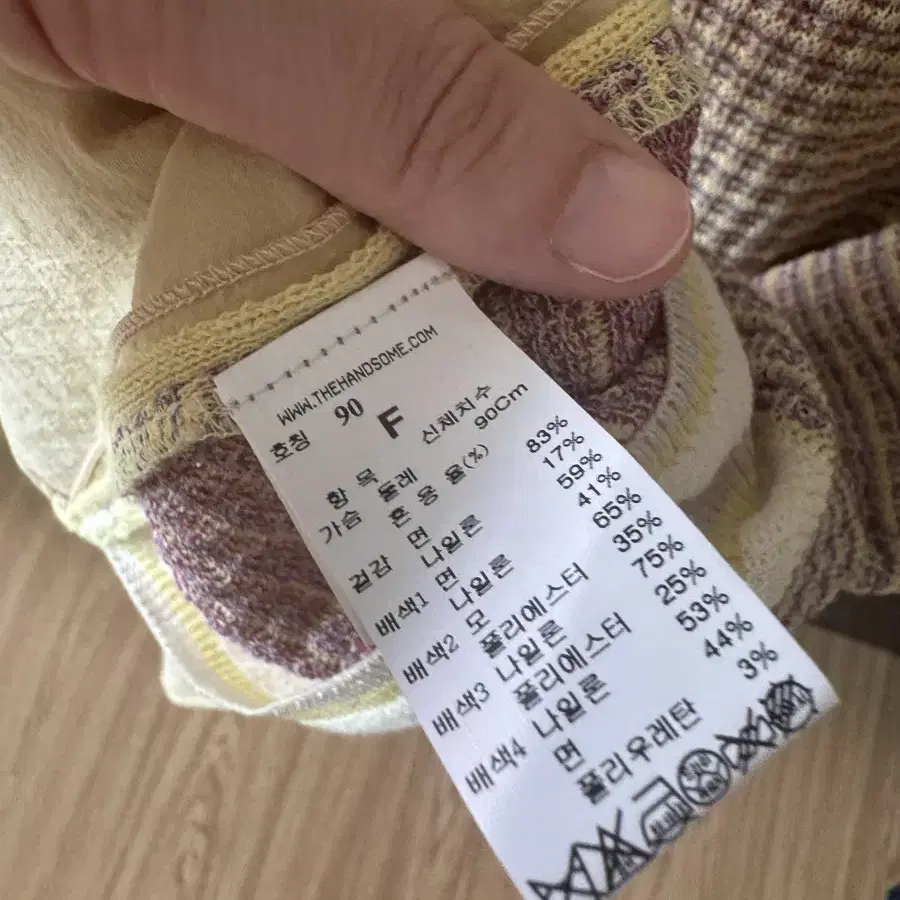 WWW.THEHANDSOME.COM
호칭 90 F
항 목 신체치수
가슴 둘레 90Cm
혼 용 율(%)
겉감 면 83%
나일론 17%
배색1 면 59%
나일론 41%
배색2 모 65%
폴리에스터 35%
배색3 나일론 75%
폴리에스터 25%
배색4 나일론 53%
면 44%
폴리우레탄 3%